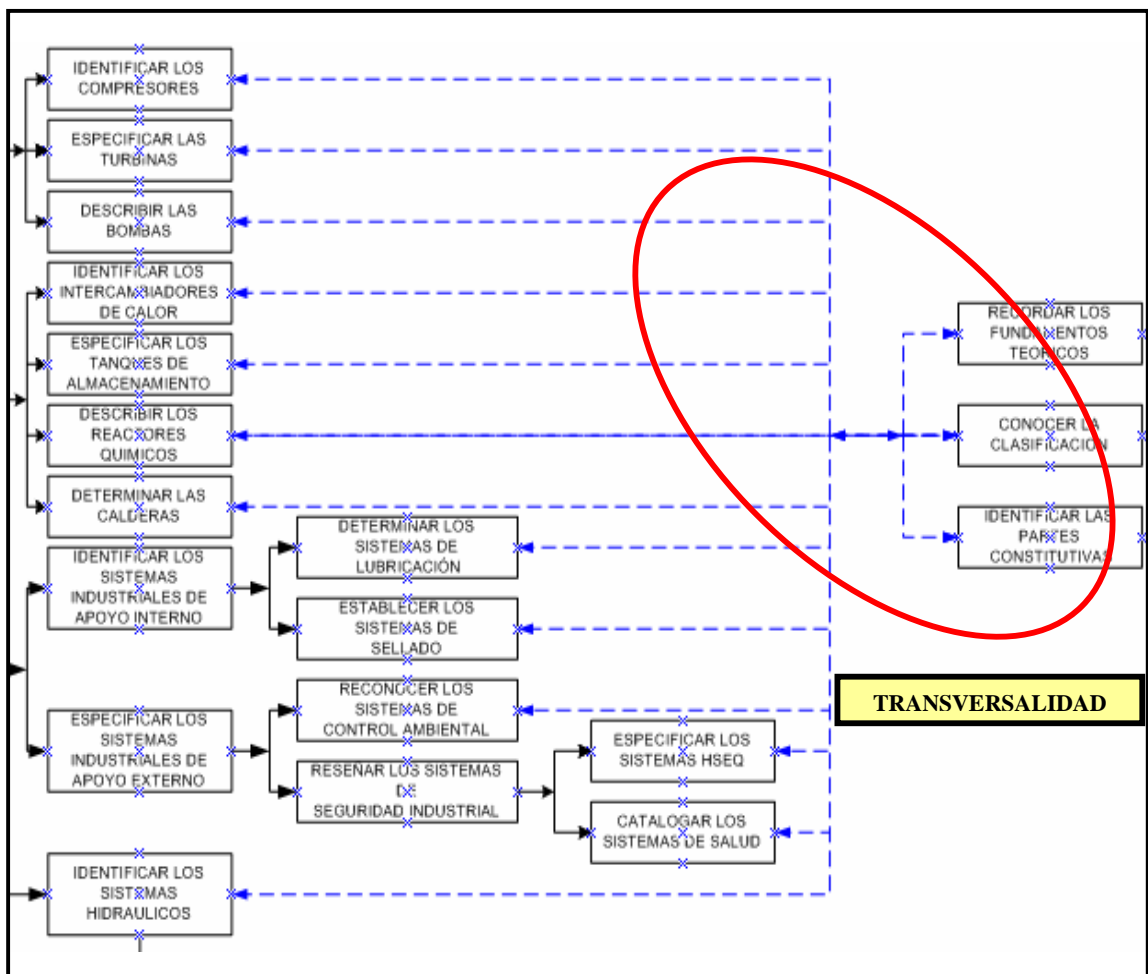 IDENTIFICAR LOS
COMPRESORES
ESPECIFICAR LAS
TURBINAS
DESCRIBIR LAS
BOMBAS
IDENTIFICAR LOS
INTERCAMBIADORES
DE CALOR
ESPECIFICAR LOS
TANQUES DE
ALMACENAMIENTO
DESCRIBIR LOS
REACTORES
QUIMICOS
DETERMINAR LAS
CALDERAS
IDENTIFICAR LOS
SISTEMAS
INDUSTRIALES DE
APOYO INTERNO
DETERMINAR LOS
SISTEMAS DE
LUBRICACIÓN
ESTABLECER LOS
SISTEMAS DE
SELLADO
ESPECIFICAR LOS
SISTEMAS
INDUSTRIALES DE
APOYO EXTERNO
RECONOCER LOS
SISTEMAS DE
CONTROL AMBIENTAL
RESEÑAR LOS SISTEMAS
DE
SEGURIDAD INDUSTRIAL
ESPECIFICAR LOS
SISTEMAS HSEQ
CATALOGAR LOS
SISTEMAS DE SALUD
IDENTIFICAR LOS
SISTEMAS
HIDRAULICOS
RECORDAR LOS
FUNDAMENTOS
TEORICOS
CONOCER LA
CLASIFICACION
IDENTIFICAR LAS
PARTES
CONSTITUTIVAS
TRANSVERSALIDAD